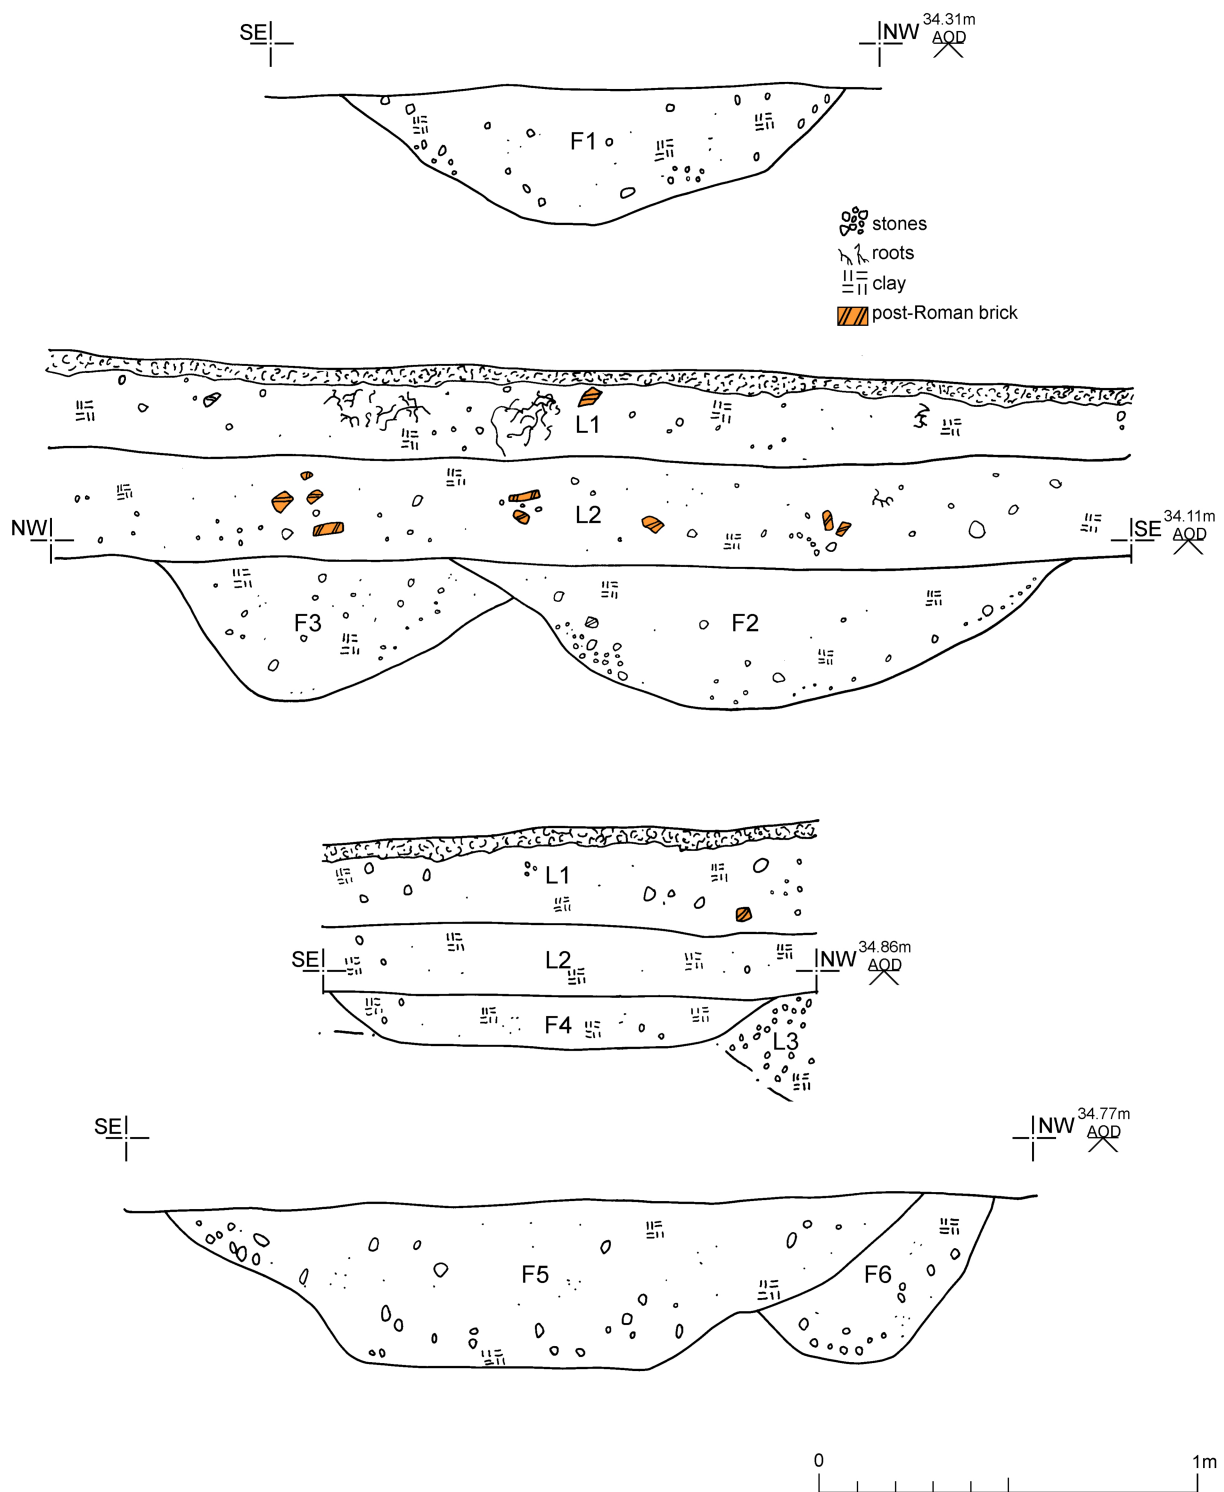 SE NW 34.31m
AOD
F1
stones
roots
clay
post-Roman brick
L1
L2
NW SE 34.11m
AOD
F3 F2
L1
SE L2 NW 34.86m
AOD
F4
L3
SE NW 34.77m
AOD
F5 F6
0 1m